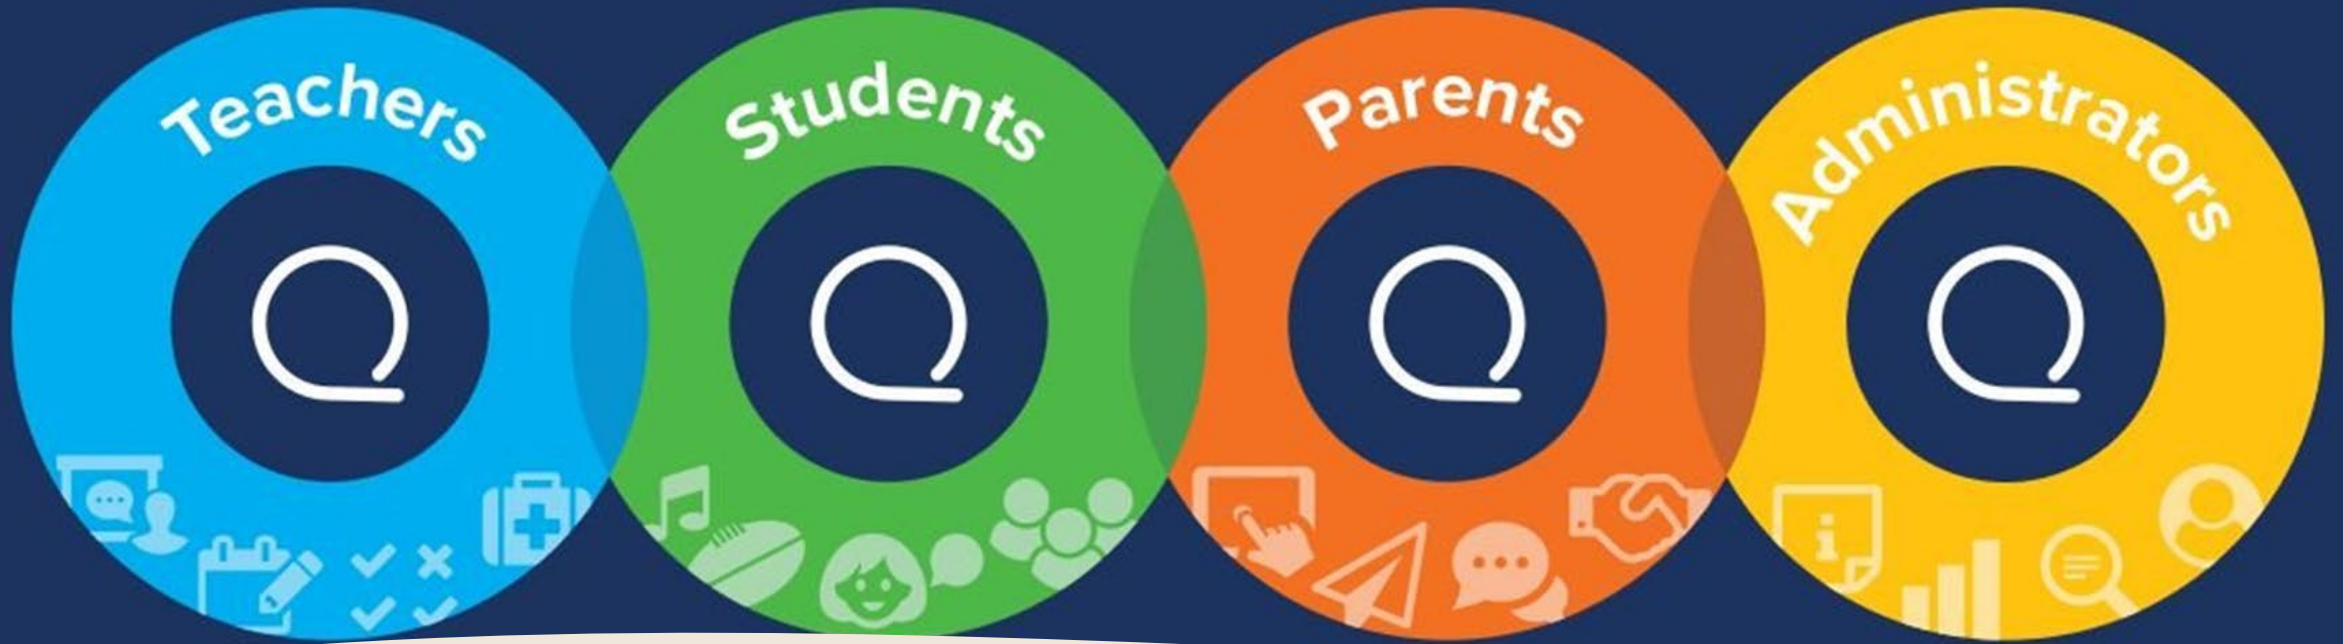 Teachers
Students
Parents
Administrators
Q
Q
Q
Q
i